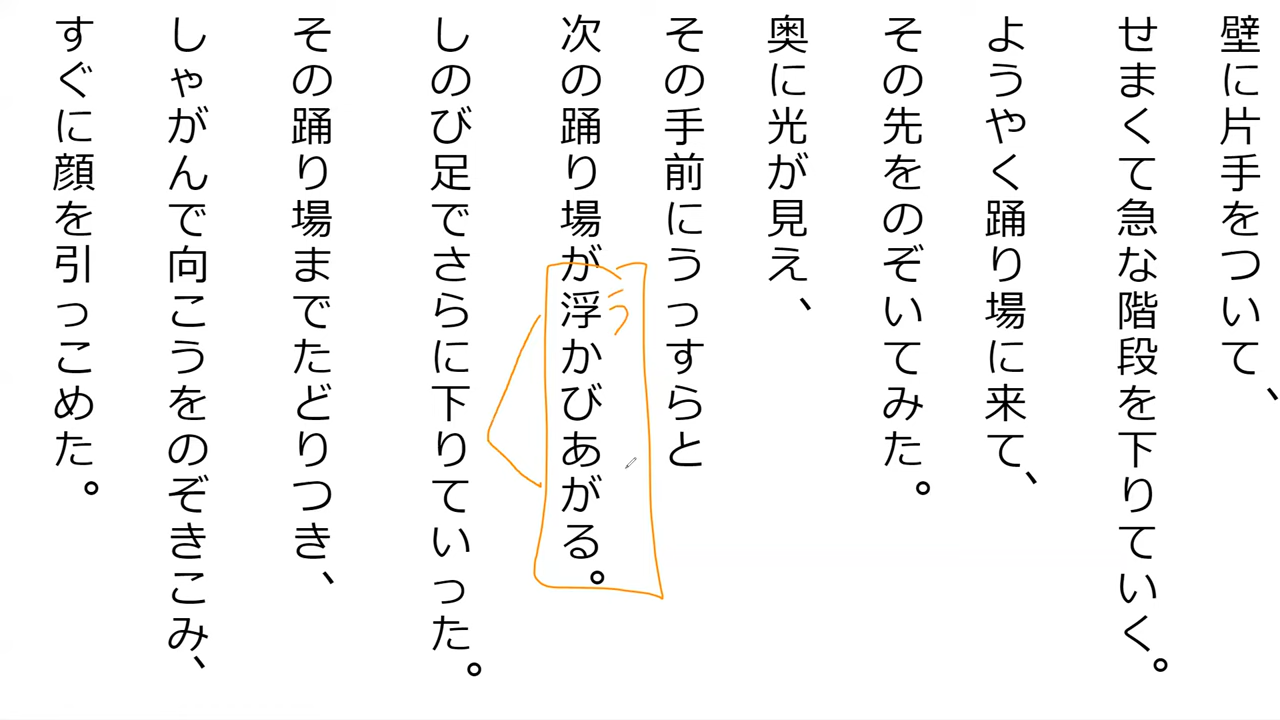 壁に片手をついて、
せまくて急な階段を下りていく。
ようやく踊り場に来て、
その先をのぞいてみた。
奥に光が見え、
その手前にうっすらと
次の踊り場が浮かびあがる。
う
しのび足でさらに下りていった。
その踊り場までたどりつき、
しゃがんで向こうをのぞきこみ、
すぐに顔を引っこめた。